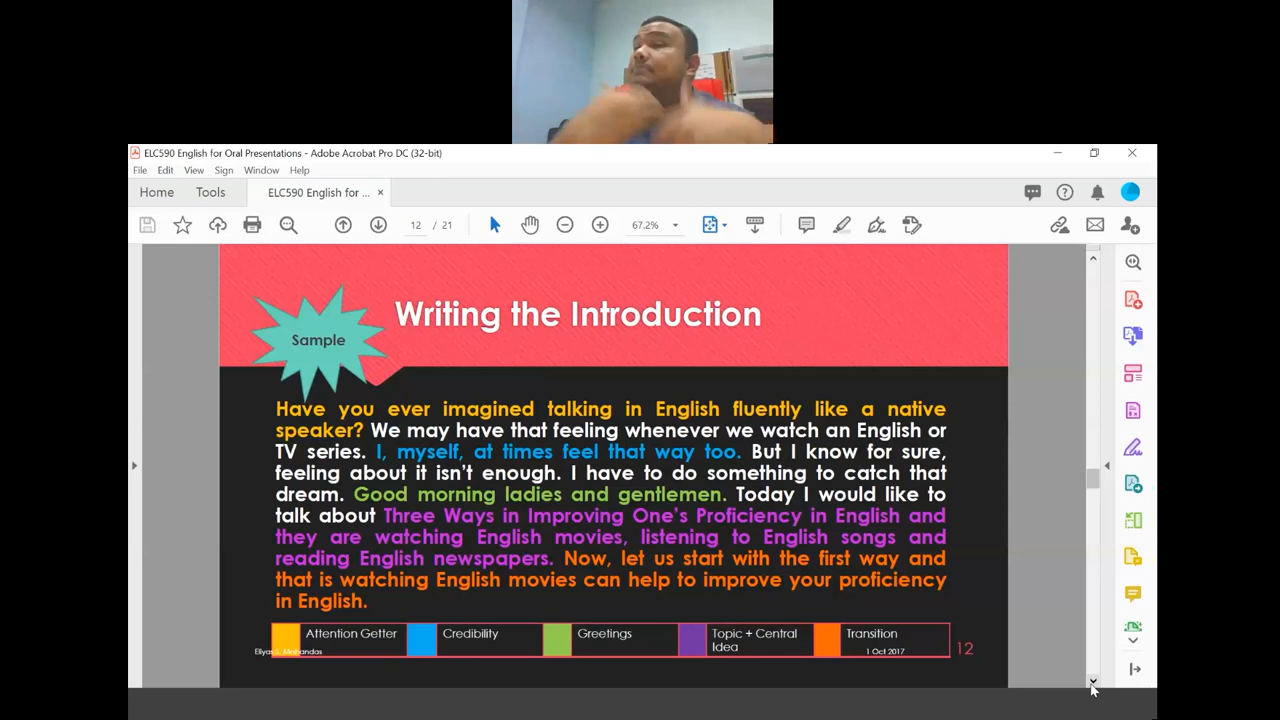 ELC590 English for Oral Presentations - Adobe Acrobat Pro DC (32-bit)
File Edit View Sign Window Help
Home Tools ELC590 English for ...
12 / 21 67.2%
Sample
Writing the Introduction
Have you ever imagined talking in English fluently like a native
speaker? We may have that feeling whenever we watch an English or
TV series. I, myself, at times feel that way too. But I know for sure,
feeling about it isn't enough. I have to do something to catch that
dream. Good morning ladies and gentlemen. Today I would like to
talk about Three Ways in Improving One's Proficiency in English and
they are watching English movies, listening to English songs and
reading English newspapers. Now, let us start with the first way and
that is watching English movies can help to improve your proficiency
in English.
Attention Getter Credibility Greetings Topic + Central Idea Transition
1 Oct 2017 12